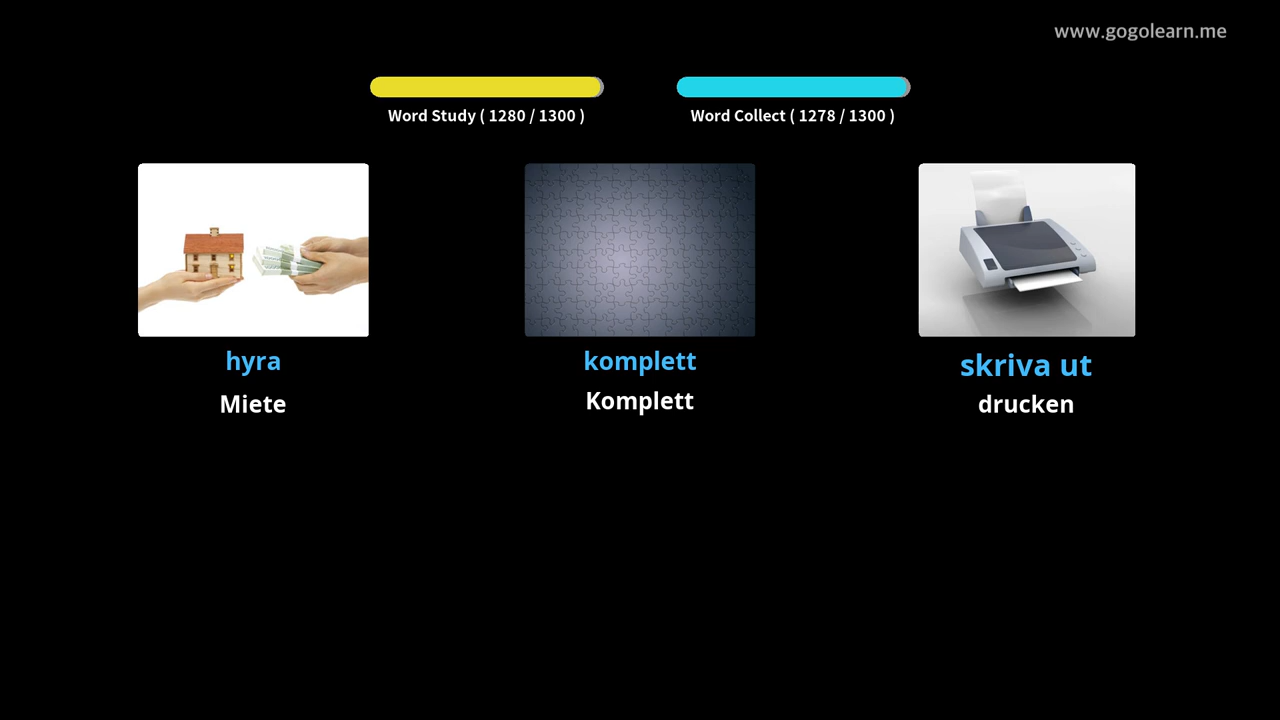 www.gogolearn.me
Word Study ( 1280 / 1300 )
Word Collect ( 1278 / 1300 )
hyra
Miete
komplett
Komplett
skriva ut
drucken